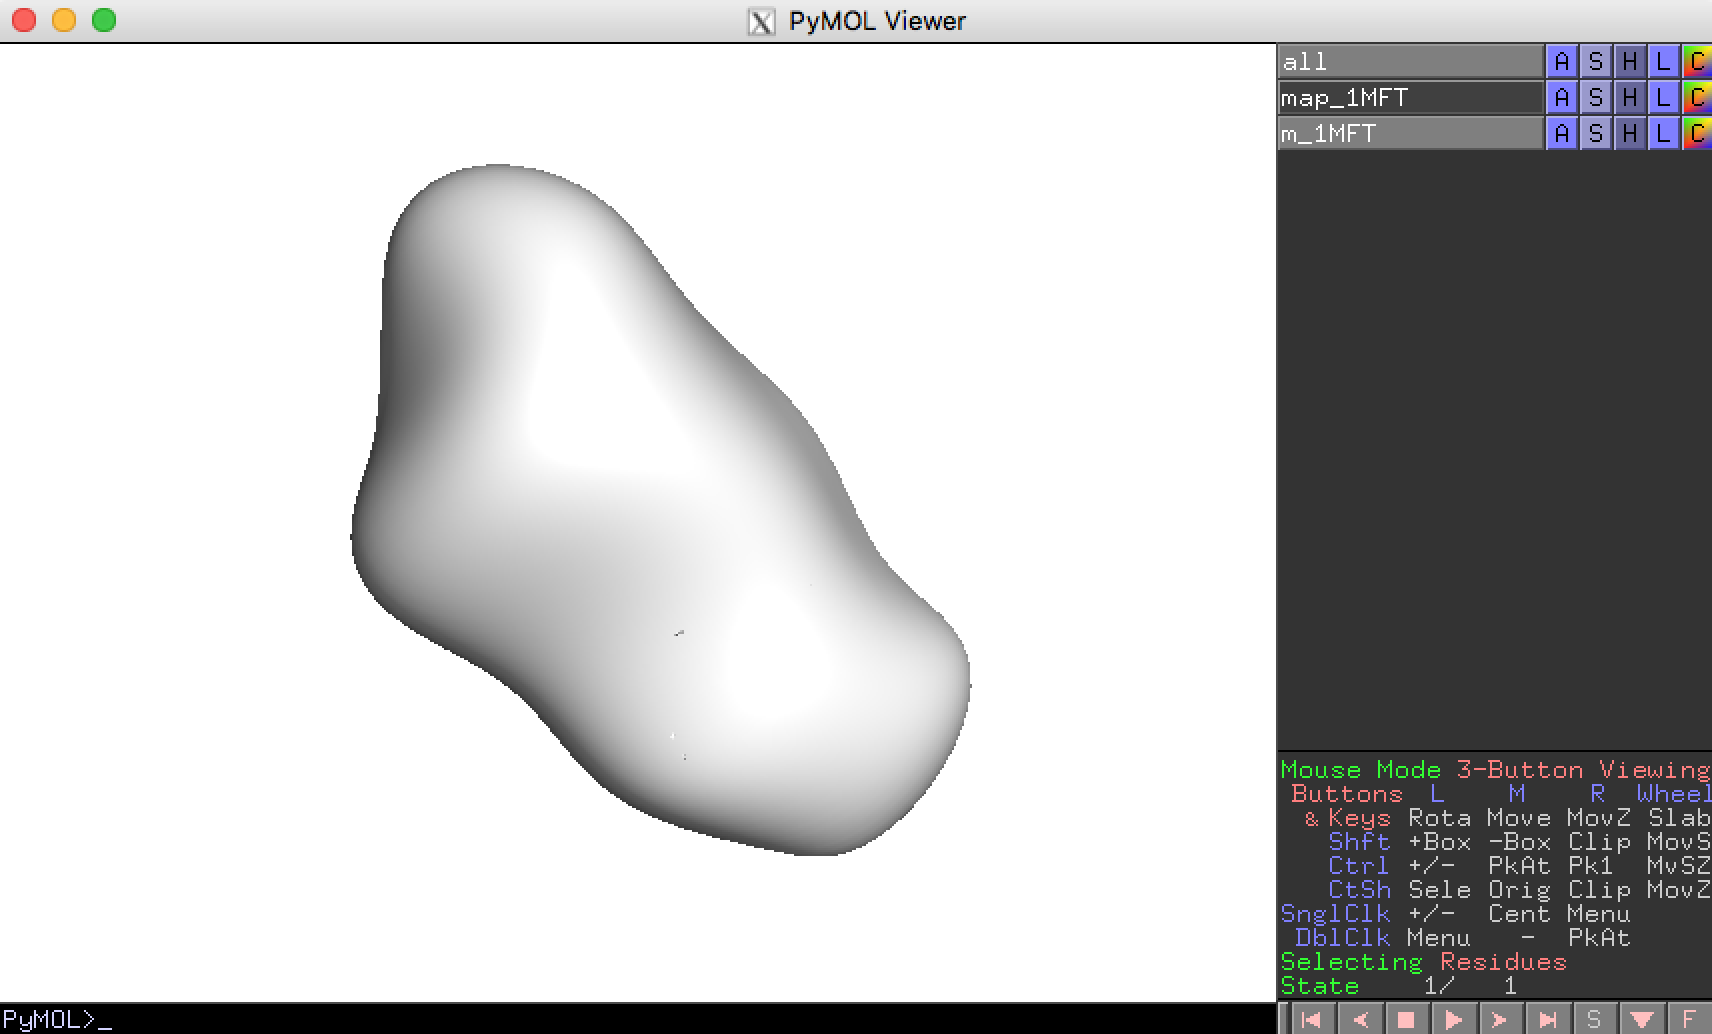 X PyMOL Viewer
all A S H L C
map_1MFT A S H L C
m_1MFT A S H L C
Mouse Mode 3-Button Viewing
Buttons L M R Wheel
& Keys Rota Move MovZ Slab
Shft +Box -Box Clip MovS
Ctrl +/- PkAt Pk1 MvSZ
CtSh Sele Orig Clip MovZ
SnglClk +/- Cent Menu
DblClk Menu - PkAt
Selecting Residues
State 1/ 1
PyMOL>_ S F